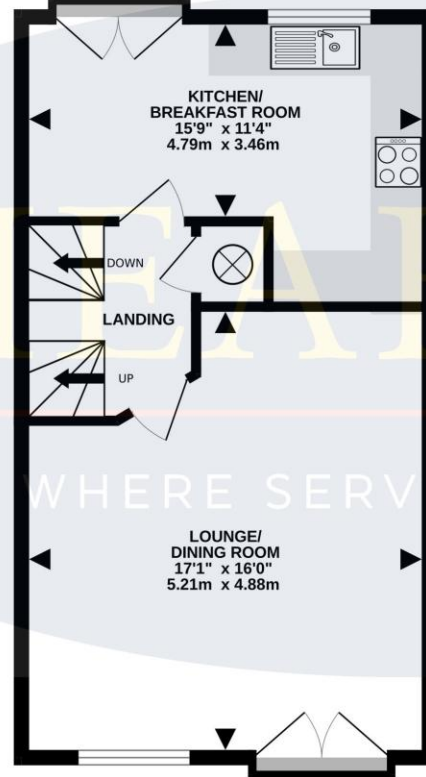 KITCHEN/
BREAKFAST ROOM
15'9" x 11'4"
4.79m x 3.46m
DOWN
LANDING
UP
WHERE SERV
LOUNGE/
DINING ROOM
17'1" x 16'0"
5.21m x 4.88m